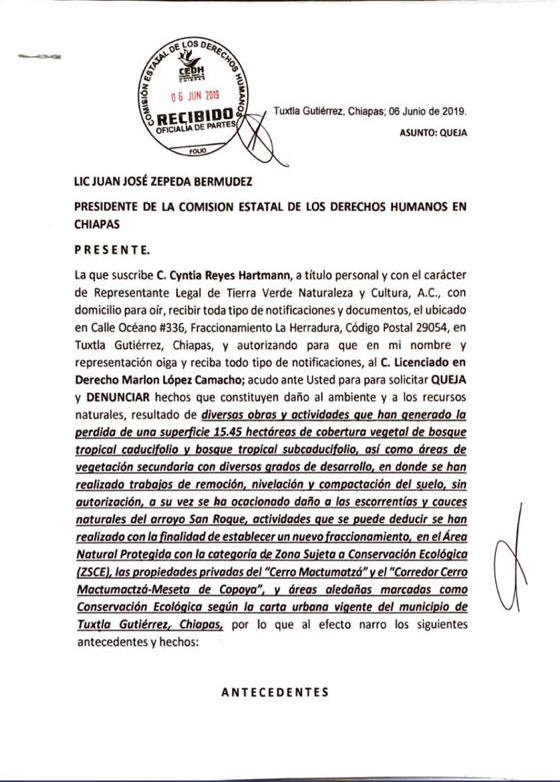 COMISIÓN ESTATAL DE LOS DERECHOS HUMANOS
CEDH
CHIAPAS
06 JUN 2019
RECIBIDO
OFICIALIA DE PARTES
FOLIO
Tuxtla Gutiérrez, Chiapas; 06 Junio de 2019.
ASUNTO: QUEJA
LIC JUAN JOSÉ ZEPEDA BERMUDEZ
PRESIDENTE DE LA COMISION ESTATAL DE LOS DERECHOS HUMANOS EN
CHIAPAS
P R E S E N T E.
La que suscribe C. Cyntia Reyes Hartmann, a título personal y con el carácter
de Representante Legal de Tierra Verde Naturaleza y Cultura, A.C., con
domicilio para oír, recibir toda tipo de notificaciones y documentos, el ubicado
en Calle Océano #336, Fraccionamiento La Herradura, Código Postal 29054, en
Tuxtla Gutiérrez, Chiapas, y autorizando para que en mi nombre y
representación oiga y reciba todo tipo de notificaciones, al C. Licenciado en
Derecho Marlon López Camacho; acudo ante Usted para para solicitar QUEJA
y DENUNCIAR hechos que constituyen daño al ambiente y a los recursos
naturales, resultado de diversas obras y actividades que han generado la
perdida de una superficie 15.45 hectáreas de cobertura vegetal de bosque
tropical caducifolio y bosque tropical subcaducifolio, así como áreas de
vegetación secundaria con diversos grados de desarrollo, en donde se han
realizado trabajos de remoción, nivelación y compactación del suelo, sin
autorización, a su vez se ha ocacionado daño a las escorrentías y cauces
naturales del arroyo San Roque, actividades que se puede deducir se han
realizado con la finalidad de establecer un nuevo fraccionamiento, en el Área
Natural Protegida con la categoría de Zona Sujeta a Conservación Ecológica
(ZSCE), las propiedades privadas del "Cerro Mactumatzá" y el "Corredor Cerro
Mactumactzá-Meseta de Copoya", y áreas aledañas marcadas como
Conservación Ecológica según la carta urbana vigente del municipio de
Tuxtla Gutiérrez, Chiapas, por lo que al efecto narro los siguientes
antecedentes y hechos:
A N T E C E D E N T E S